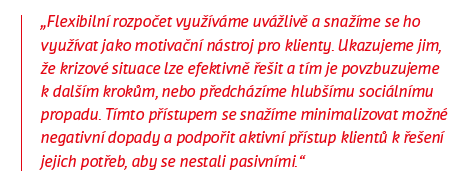 „Flexibilní rozpočet využíváme uvážlivě a snažíme se ho
využívat jako motivační nástroj pro klienty. Ukazujeme jim,
že krizové situace lze efektivně řešit a tím je povzbuzujeme
k dalším krokům, nebo předcházíme hlubšímu sociálnímu
propadu. Tímto přístupem se snažíme minimalizovat možné
negativní dopady a podpořit aktivní přístup klientů k řešení
jejich potřeb, aby se nestali pasivními.“